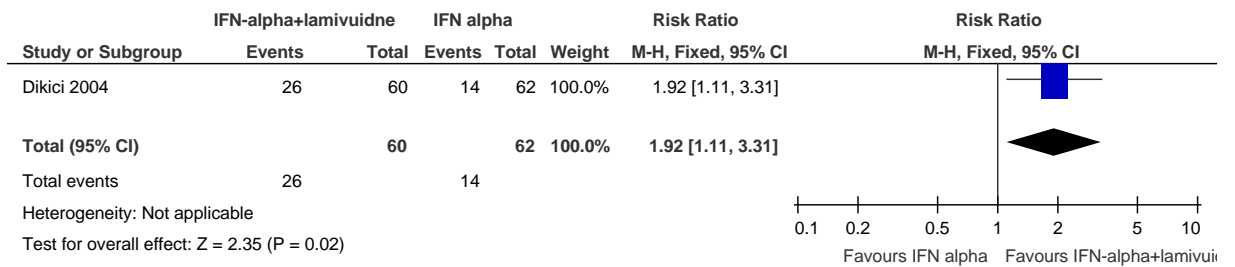 IFN-alpha+lamivuidne IFN alpha Risk Ratio Risk Ratio
Study or Subgroup Events Total Events Total Weight M-H, Fixed, 95% CI M-H, Fixed, 95% CI
Dikici 2004 26 60 14 62 100.0% 1.92 [1.11, 3.31]
Total (95% CI) 60 62 100.0% 1.92 [1.11, 3.31]
Total events 26 14
Heterogeneity: Not applicable
Test for overall effect: Z = 2.35 (P = 0.02)
0.1 0.2 0.5 1 2 5 10
Favours IFN alpha Favours IFN-alpha+lamivui